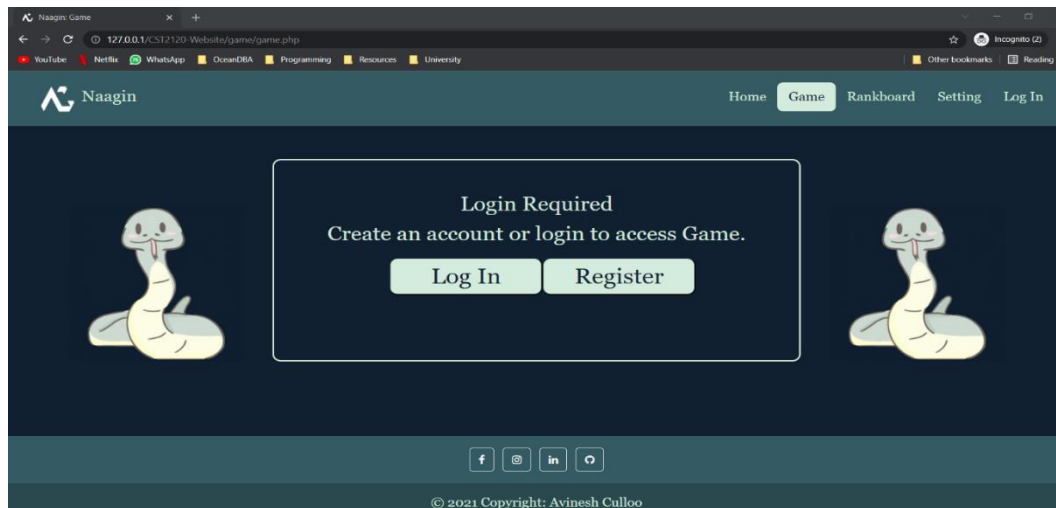 Naagin: Game
127.0.0.1/CST2120-Website/game/game.php
Incognito (2)
YouTube Netflix WhatsApp OceanDBA Programming Resources University Other bookmarks Reading
Naagin
Home Game Rankboard Setting Log In
Login Required
Create an account or login to access Game.
Log In Register
© 2021 Copyright: Avinesh Culloo